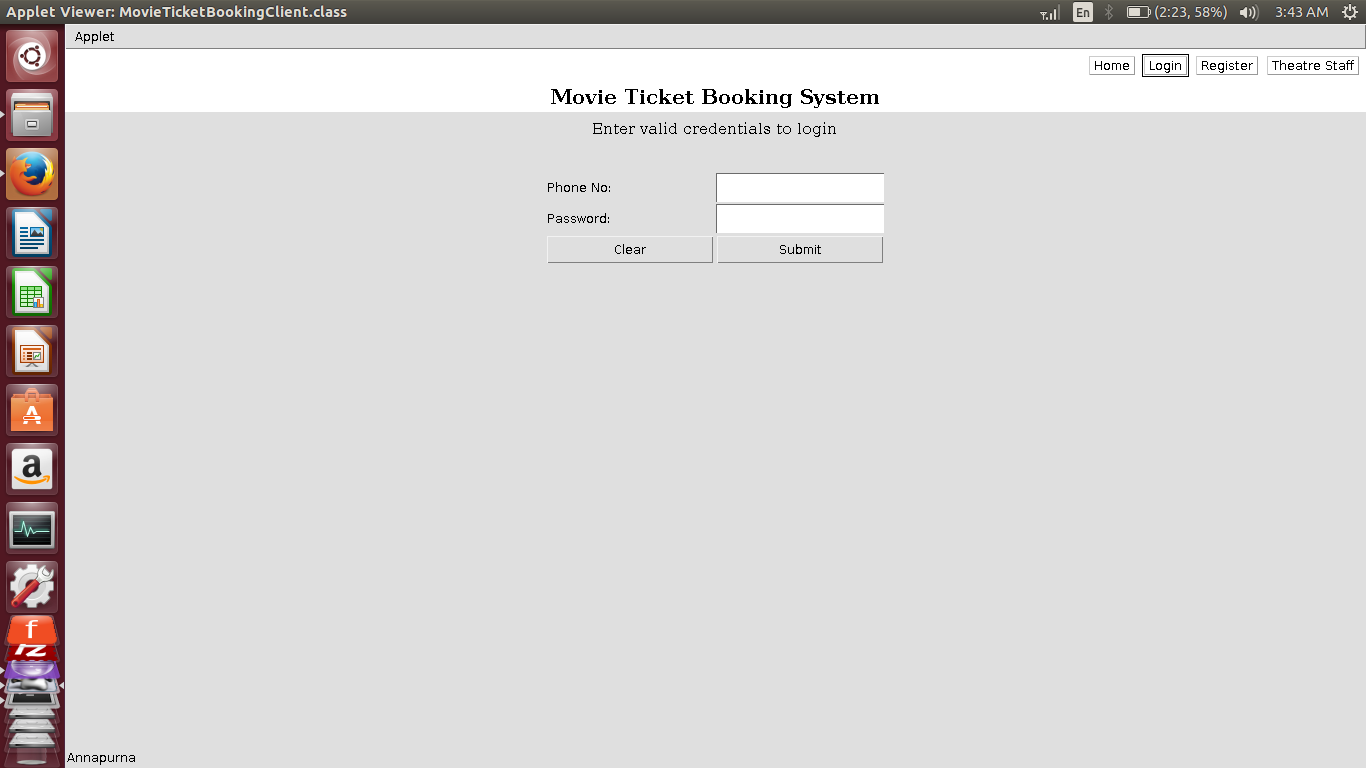 Applet Viewer: MovieTicketBookingClient.class
En
(2:23, 58%)
3:43 AM
Applet
Home
Login
Register
Theatre Staff
Movie Ticket Booking System
Enter valid credentials to login
Phone No:
Password:
Clear
Submit
A
a
f
Annapurna